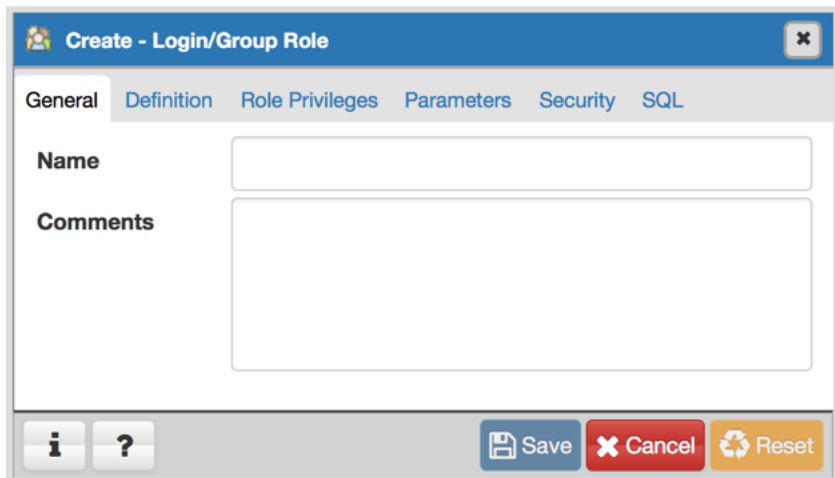 Create - Login/Group Role
General Definition Role Privileges Parameters Security SQL
Name
Comments
i ? Save Cancel Reset